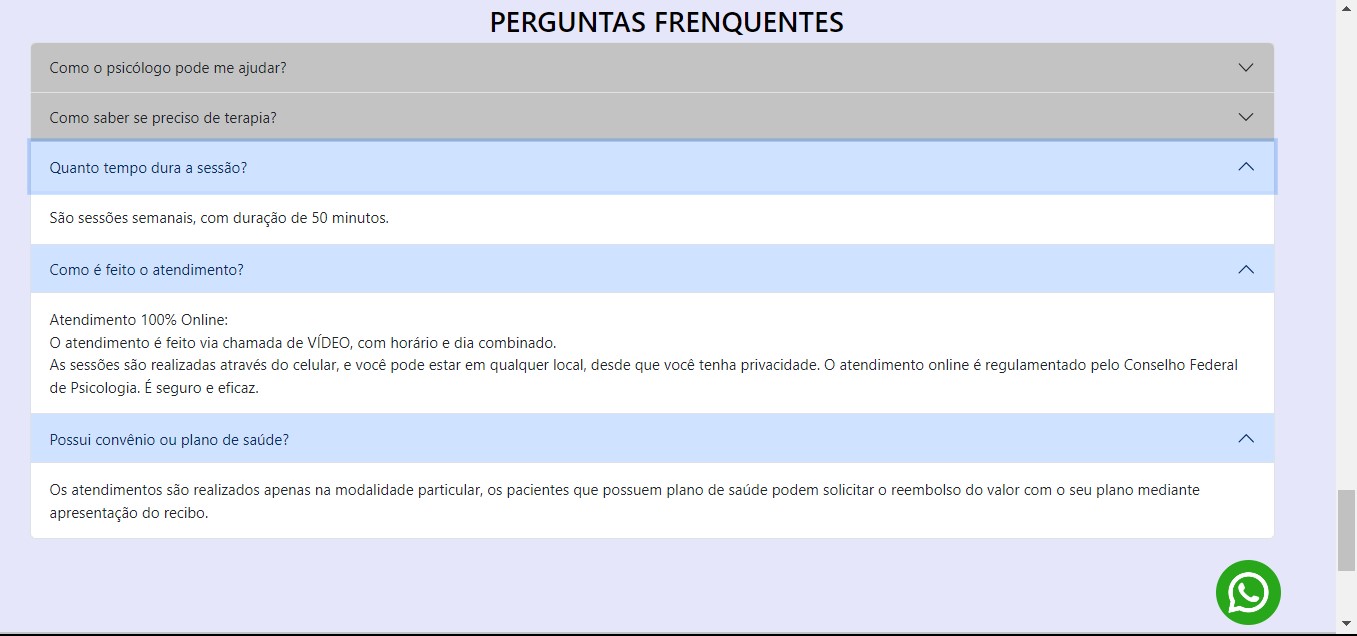 PERGUNTAS FRENQUENTES
Como o psicólogo pode me ajudar?
Como saber se preciso de terapia?
Quanto tempo dura a sessão?
São sessões semanais, com duração de 50 minutos.
Como é feito o atendimento?
Atendimento 100% Online:
O atendimento é feito via chamada de VÍDEO, com horário e dia combinado.
As sessões são realizadas através do celular, e você pode estar em qualquer local, desde que você tenha privacidade. O atendimento online é regulamentado pelo Conselho Federal
de Psicologia. É seguro e eficaz.
Possui convênio ou plano de saúde?
Os atendimentos são realizados apenas na modalidade particular, os pacientes que possuem plano de saúde podem solicitar o reembolso do valor com o seu plano mediante
apresentação do recibo.